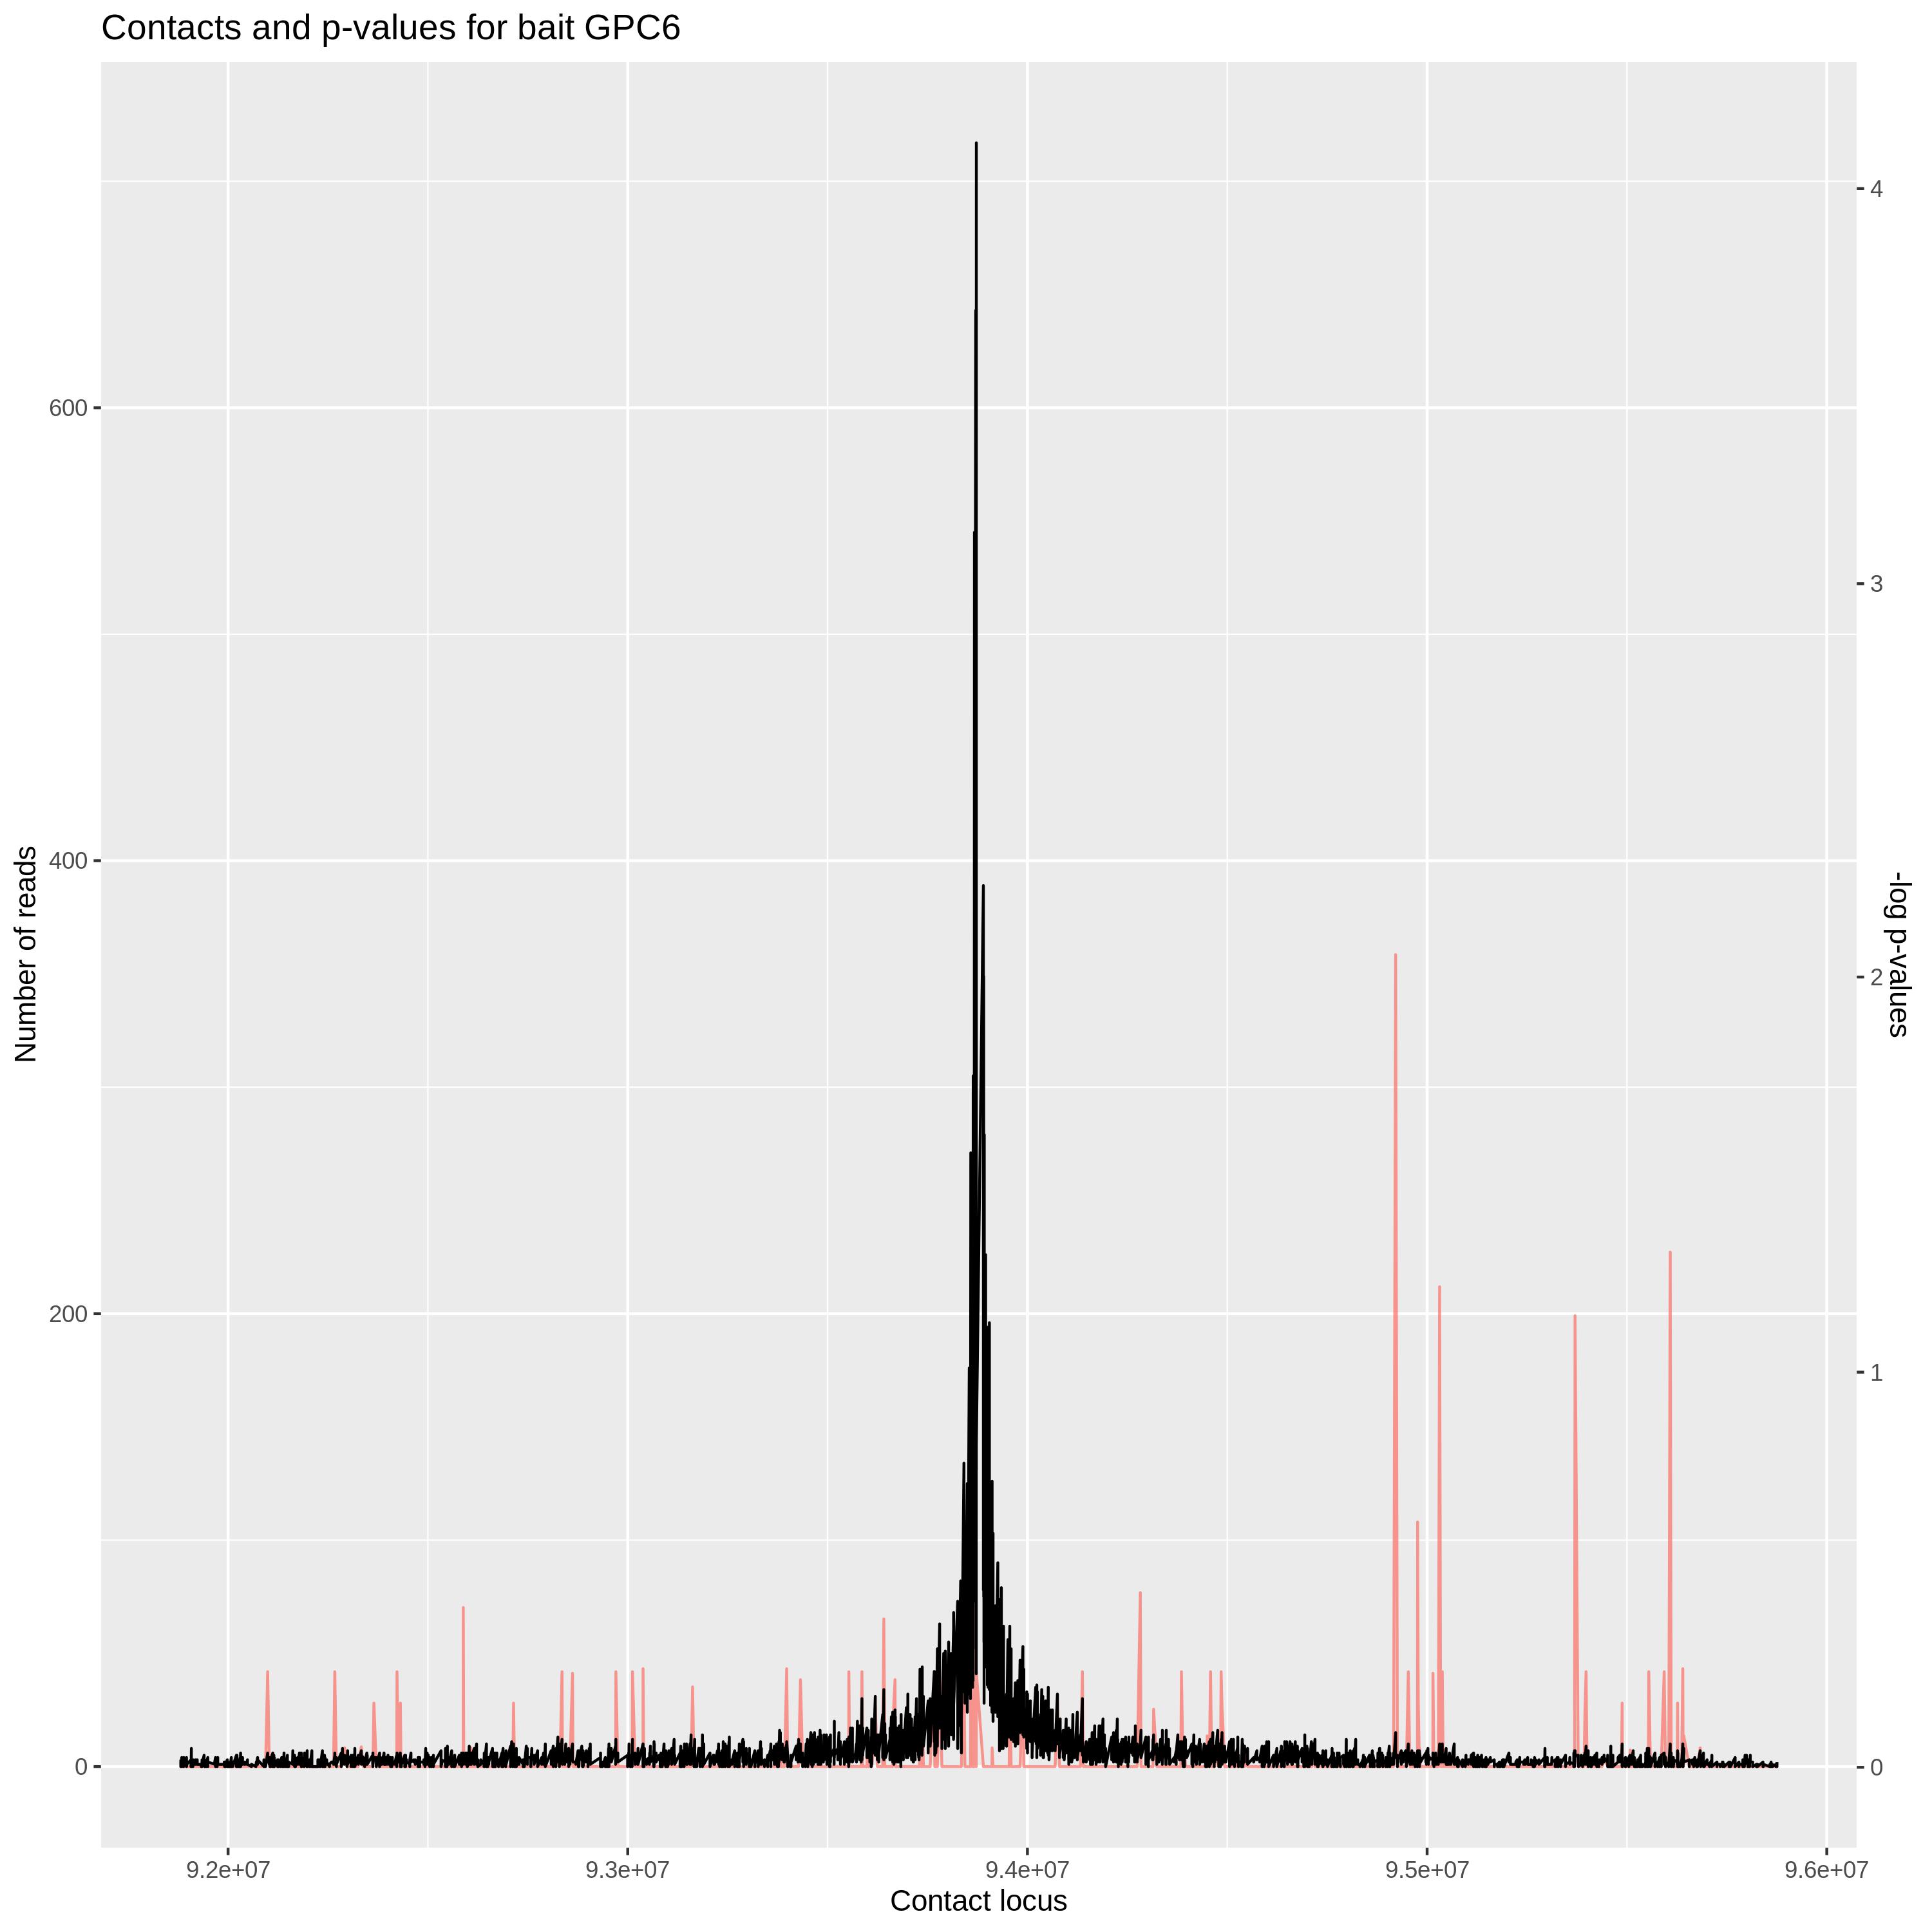 Contacts and p-values for bait GPC6
Number of reads
600
400
200
0
4
3
2
1
0
-log p-values
9.2e+07
9.3e+07
9.4e+07
9.5e+07
9.6e+07
Contact locus